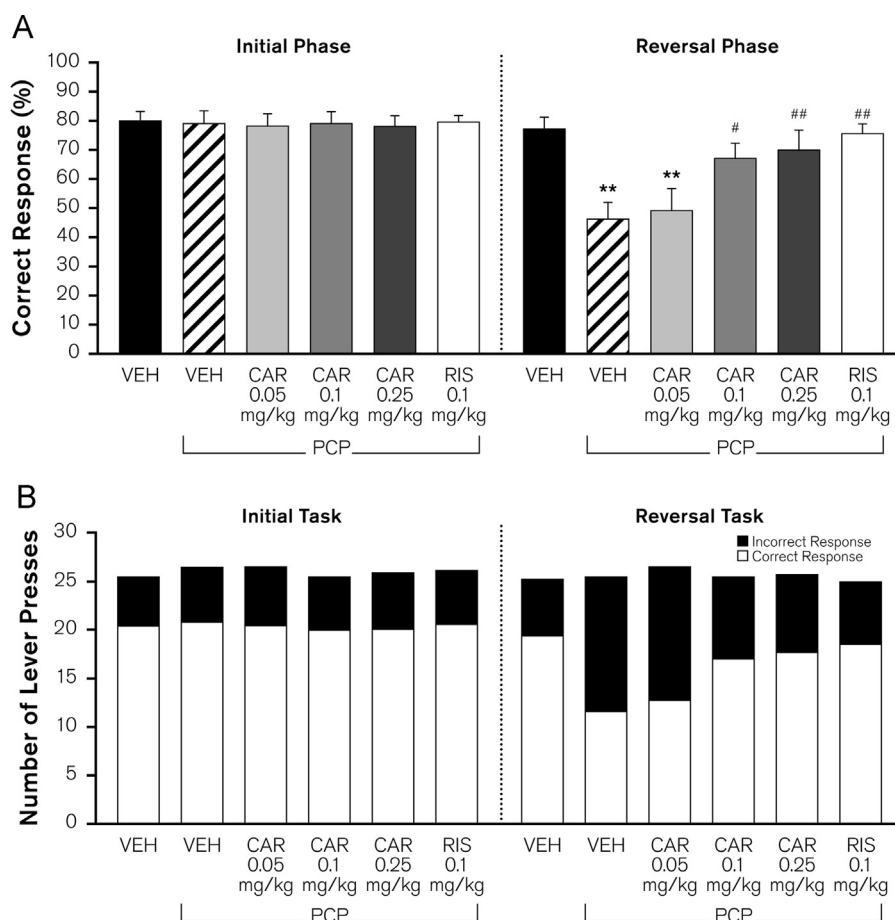 A
Initial Phase
Reversal Phase
Correct Response (%)
100
90
80
70
60
50
40
30
20
10
0
**
**
#
##
##
VEH VEH CAR CAR CAR RIS VEH VEH CAR CAR CAR RIS
0.05 0.1 0.25 0.1 0.05 0.1 0.25 0.1
mg/kg mg/kg mg/kg mg/kg mg/kg mg/kg mg/kg mg/kg
PCP PCP
B
Initial Task
Reversal Task
Number of Lever Presses
30
25
20
15
10
5
0
Incorrect Response
Correct Response
VEH VEH CAR CAR CAR RIS VEH VEH CAR CAR CAR RIS
0.05 0.1 0.25 0.1 0.05 0.1 0.25 0.1
mg/kg mg/kg mg/kg mg/kg mg/kg mg/kg mg/kg mg/kg
PCP PCP